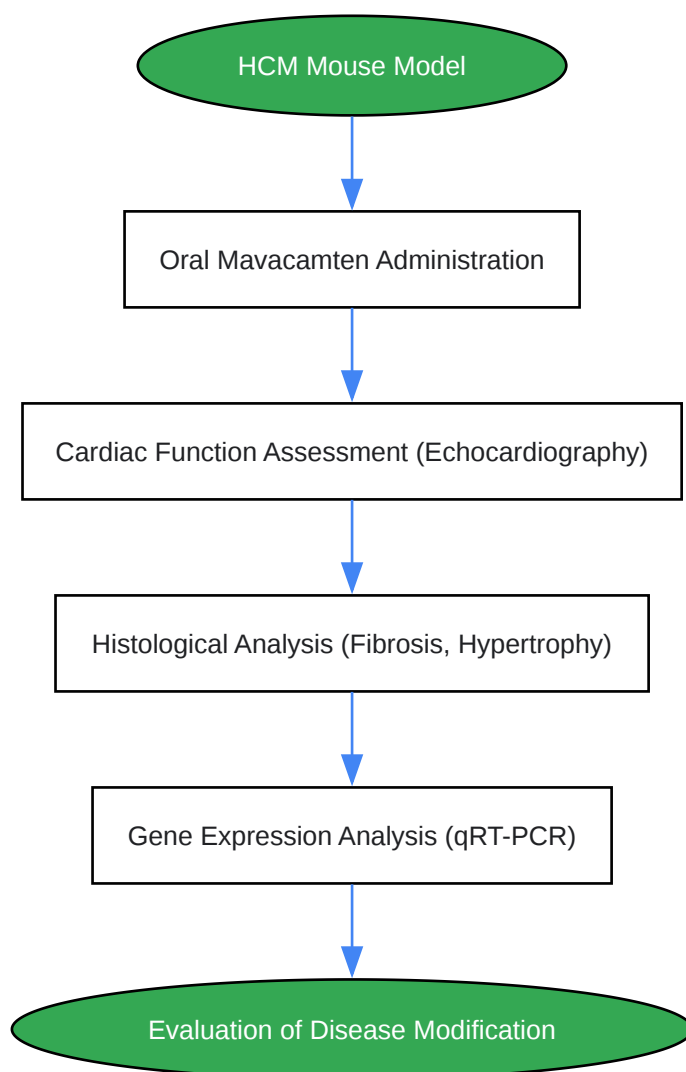 HCM Mouse Model
Oral Mavacamten Administration
Cardiac Function Assessment (Echocardiography)
Histological Analysis (Fibrosis, Hypertrophy)
Gene Expression Analysis (qRT-PCR)
Evaluation of Disease Modification